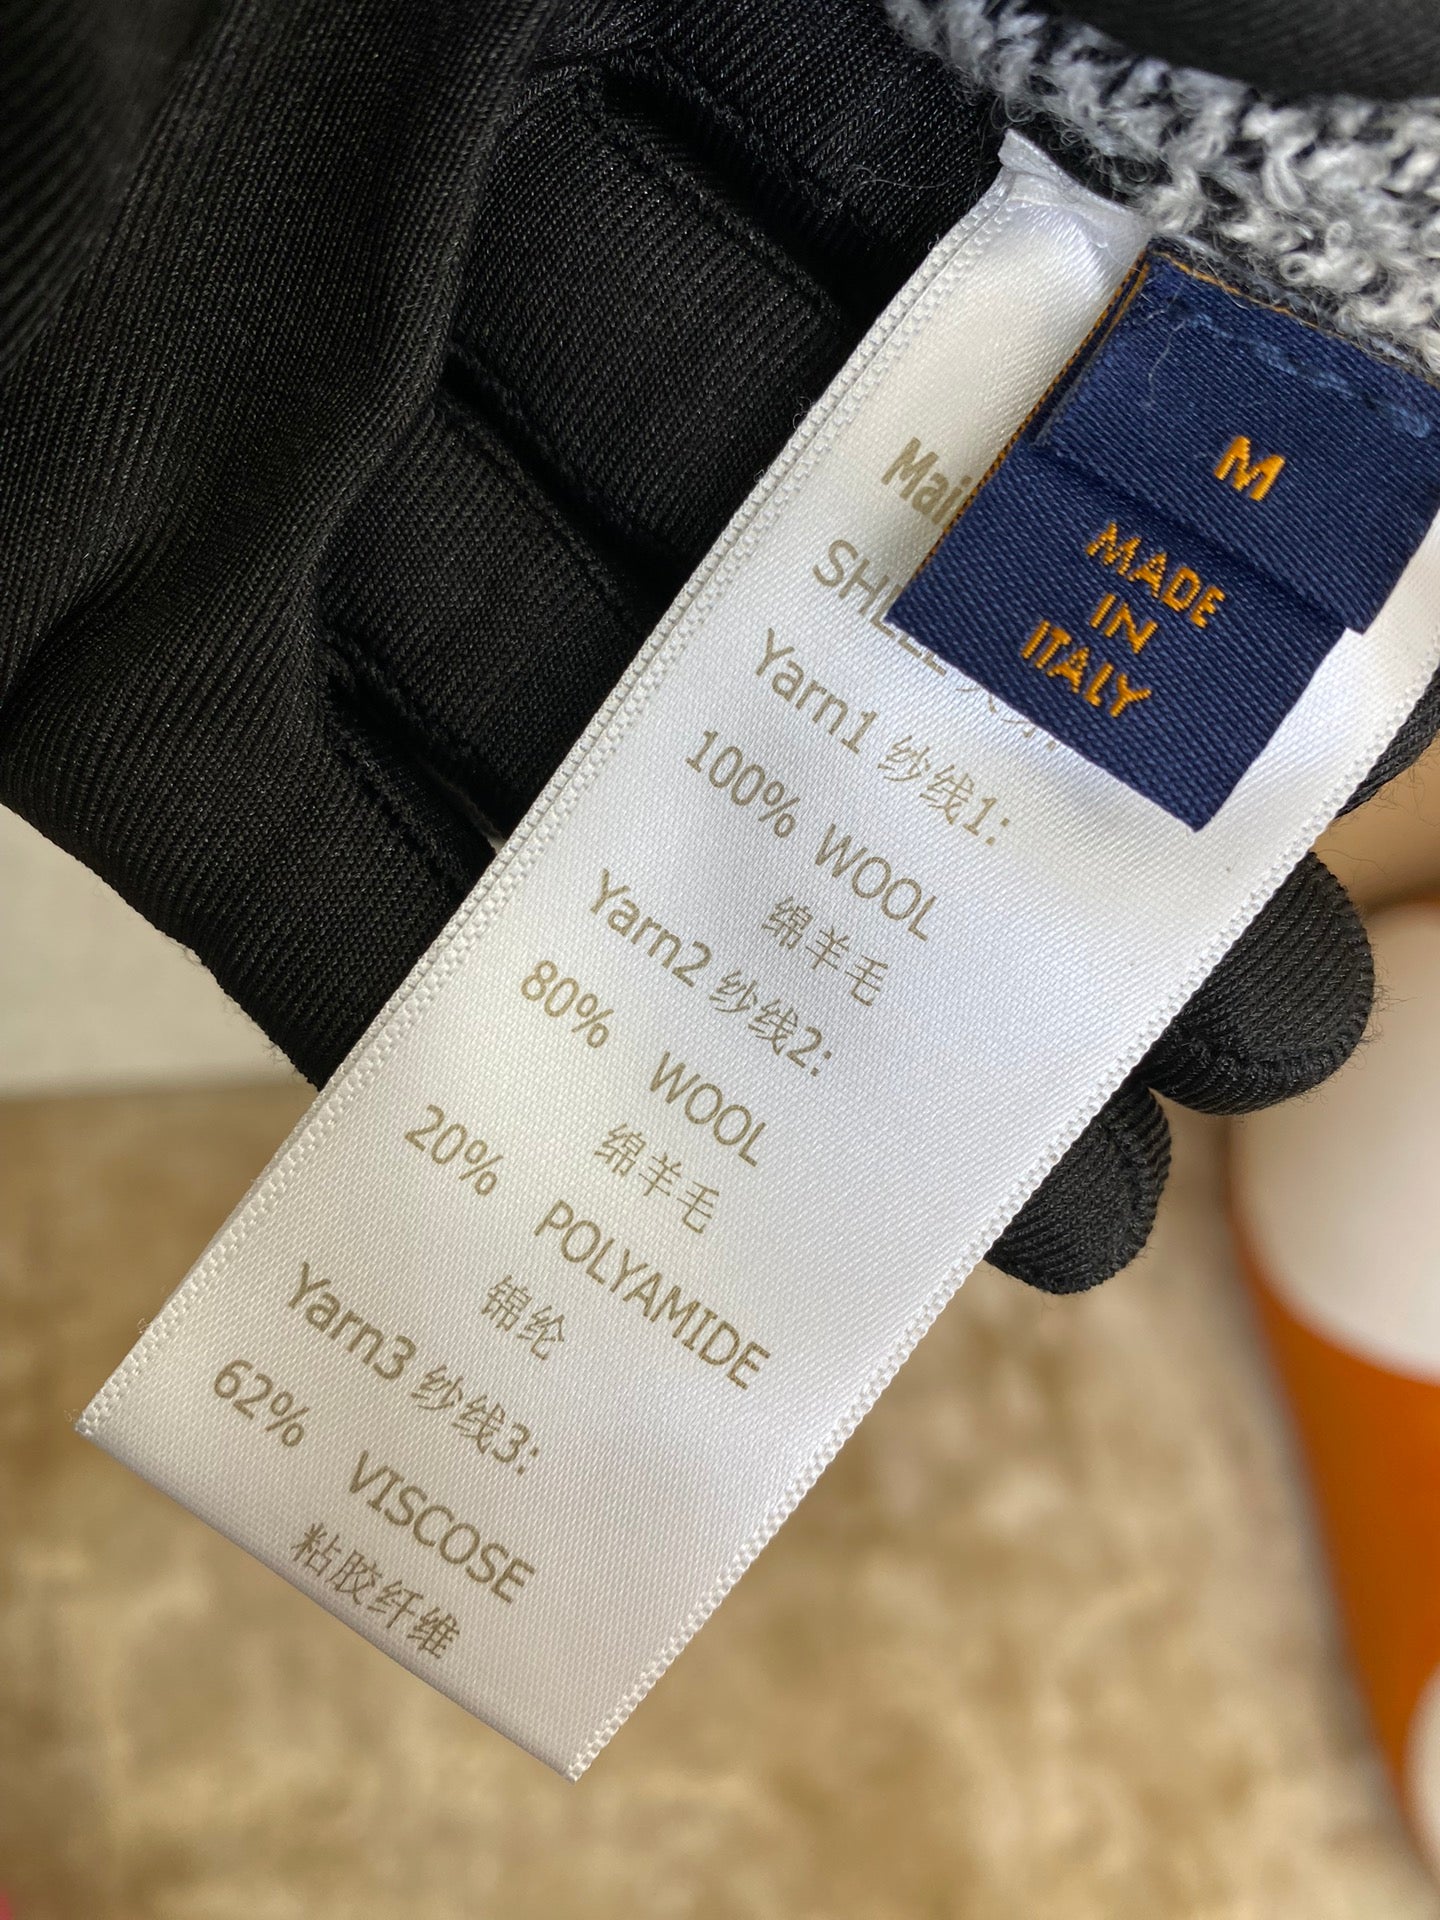 M
MADE
IN
ITALY
Yarn1 纱线1:
100% WOOL
绵羊毛
Yarn2 纱线2:
80% WOOL
绵羊毛
20% POLYAMIDE
锦纶
Yarn3 纱线3:
62% VISCOSE
粘胶纤维